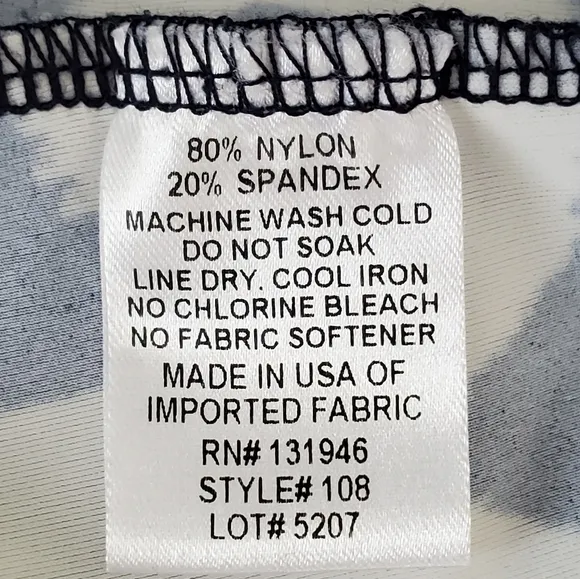 80% NYLON
20% SPANDEX
MACHINE WASH COLD
DO NOT SOAK
LINE DRY. COOL IRON
NO CHLORINE BLEACH
NO FABRIC SOFTENER
MADE IN USA OF
IMPORTED FABRIC
RN# 131946
STYLE# 108
LOT# 5207